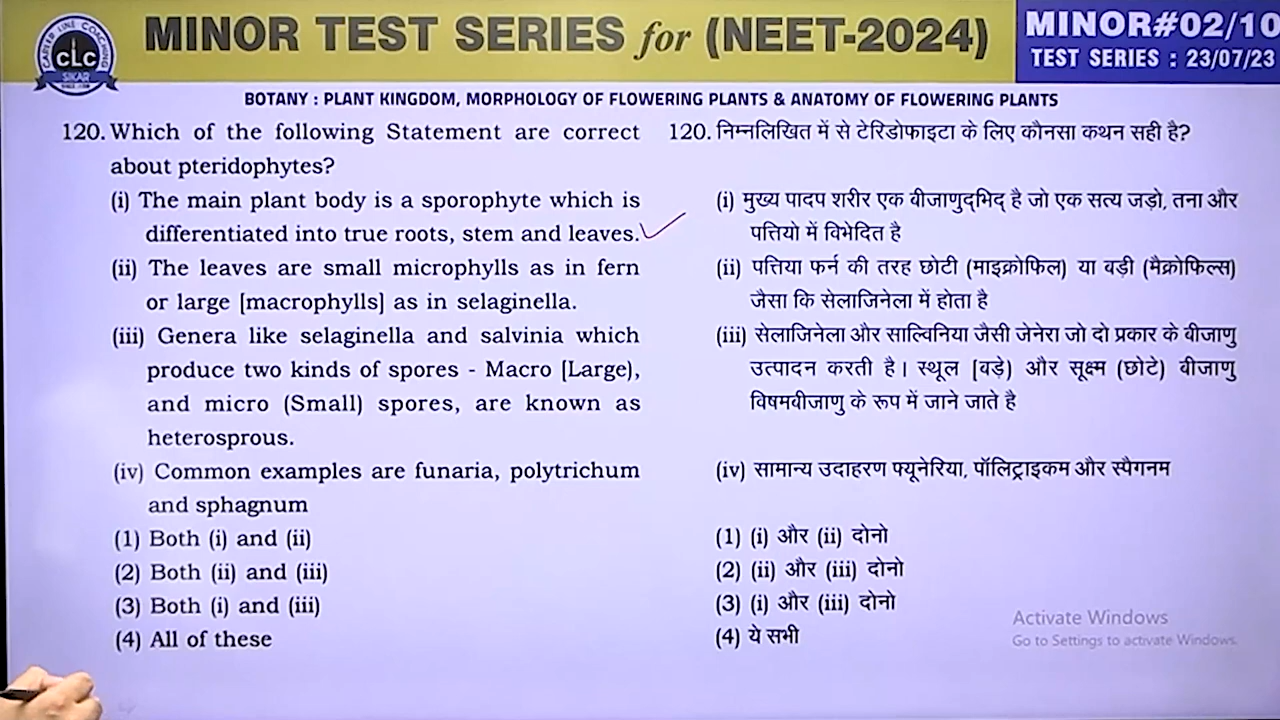 MINOR TEST SERIES for (NEET-2024)
MINOR#02/10
TEST SERIES : 23/07/23
CAREER LINE COACHING
CLC
SIKAR
BOTANY : PLANT KINGDOM, MORPHOLOGY OF FLOWERING PLANTS & ANATOMY OF FLOWERING PLANTS
120. Which of the following Statement are correct
about pteridophytes?
(i) The main plant body is a sporophyte which is
differentiated into true roots, stem and leaves.
(ii) The leaves are small microphylls as in fern
or large [macrophylls] as in selaginella.
(iii) Genera like selaginella and salvinia which
produce two kinds of spores - Macro [Large),
and micro (Small) spores, are known as
heterosprous.
(iv) Common examples are funaria, polytrichum
and sphagnum
(1) Both (i) and (ii)
(2) Both (ii) and (iii)
(3) Both (i) and (iii)
(4) All of these
120. निम्नलिखित में से टेरिडोफाइटा के लिए कौनसा कथन सही है?
(i) मुख्य पादप शरीर एक बीजाणुद्भिद् है जो एक सत्य जड़ो, तना और
पत्तियो में विभेदित है
(ii) पत्तिया फर्न की तरह छोटी (माइक्रोफिल) या बड़ी (मैक्रोफिल्स)
जैसा कि सेलाजिनेला में होता है
(iii) सेलाजिनेला और साल्विनिया जैसी जेनेरा जो दो प्रकार के बीजाणु
उत्पादन करती है। स्थूल [बड़े) और सूक्ष्म (छोटे) बीजाणु
विषमबीजाणु के रूप में जाने जाते है
(iv) सामान्य उदाहरण फ्यूनेरिया, पॉलिट्राइकम और स्पैगनम
(1) (i) और (ii) दोनो
(2) (ii) और (iii) दोनो
(3) (i) और (iii) दोनो
(4) ये सभी
Activate Windows
Go to Settings to activate Windows.